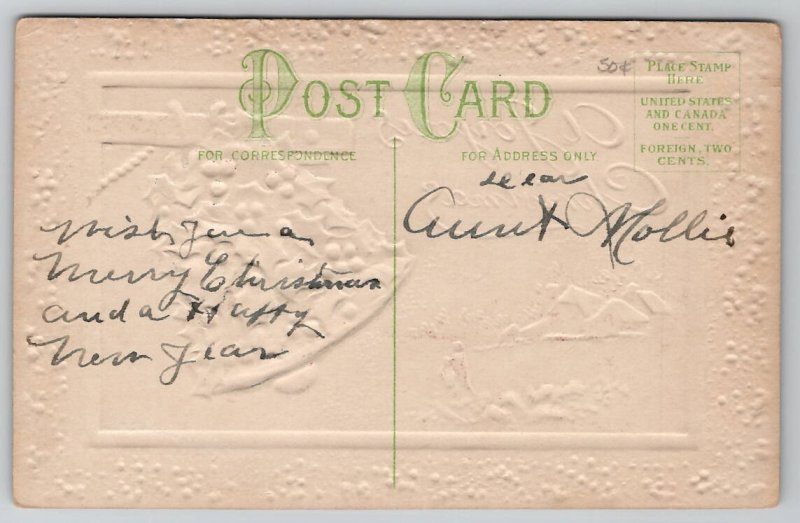 POST CARD
50¢
PLACE STAMP
HERE
UNITED STATES
AND CANADA
ONE CENT.
FOREIGN, TWO
CENTS.
FOR CORRESPONDENCE
FOR ADDRESS ONLY
dear
Aunt Mollie
Wish you a
Merry Christmas
and a Happy
New Year